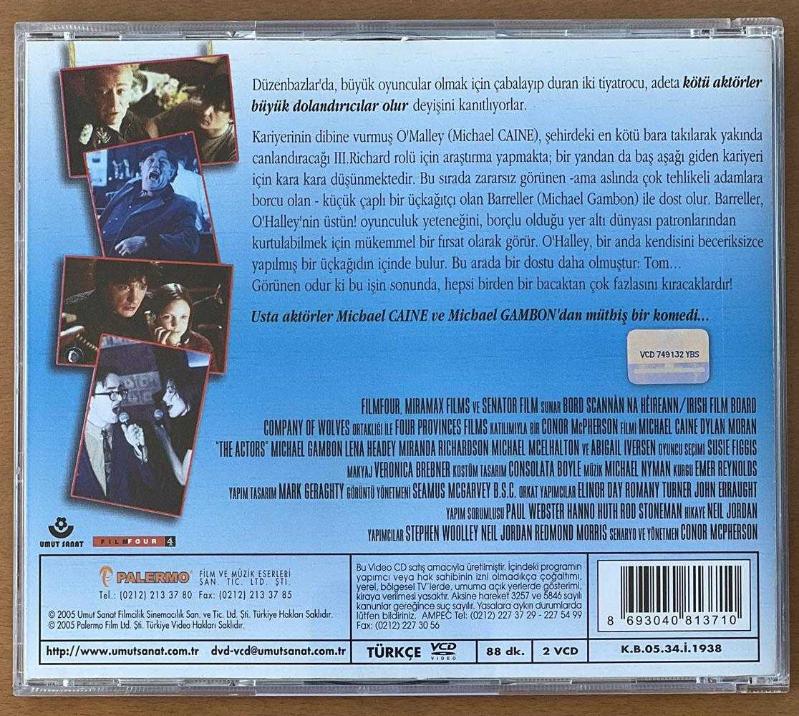 Düzenbazlar'da, büyük oyuncular olmak için çabalayıp duran iki tiyatrocu, adeta kötü aktörler
büyük dolandırıcılar olur deyişini kanıtlıyorlar.
Kariyerinin dibine vurmuş O'Malley (Michael CAINE), şehirdeki en kötü bara takılarak yakında
canlandıracağı III.Richard rolü için araştırma yapmakta; bir yandan da baş aşağı giden kariyeri
için kara kara düşünmektedir. Bu sırada zararsız görünen -ama aslında çok tehlikeli adamlara
borcu olan - küçük çaplı bir üçkağıtçı olan Barreller (Michael Gambon) ile dost olur. Barreller,
O'Halley'nin üstün! oyunculuk yeteneğini, borçlu olduğu yer altı dünyası patronlarından
kurtulabilmek için mükemmel bir fırsat olarak görür. O'Halley, bir anda kendisini beceriksizce
yapılmış bir üçkağıdın içinde bulur. Bu arada bir dostu daha olmuştur: Tom...
Görünen odur ki bu işin sonunda, hepsi birden bir bacaktan çok fazlasını kıracaklardır!
Usta aktörler Michael CAINE ve Michael GAMBON'dan müthiş bir komedi...
VCD 749132 YBS
FILMFOUR, MIRAMAX FILMS VE SENATOR FILM SUNAR BORD SCANNÁN NA HÉIREANN/IRISH FILM BOARD
COMPANY OF WOLVES ORTAKLIĞI İLE FOUR PROVINCES FILMS KATILIMIYLA BİR CONOR McPHERSON FİLMİ MICHAEL CAINE DYLAN MORAN
"THE ACTORS" MICHAEL GAMBON LENA HEADEY MIRANDA RICHARDSON MICHAEL MCELHALTON VE ABIGAIL IVERSEN OYUNCU SEÇİMİ SUSIE FIGGIS
MAKYAJ VERONICA BREBNER KOSTÜM TASARIM CONSOLATA BOYLE MÜZİK MICHAEL NYMAN KURGU EMER REYNOLDS
YAPIM TASARIM MARK GERAGHTY GÖRÜNTÜ YÖNETMENİ SEAMUS MCGARVEY B.S.C. ORKAT YAPIMCILAR ELINOR DAY ROMANY TURNER JOHN ERRAUGHT
YAPIM SORUMLUSU PAUL WEBSTER HANNO HUTH ROD STONEMAN HİKAYE NEIL JORDAN
YAPIMCILAR STEPHEN WOOLLEY NEIL JORDAN REDMOND MORRIS SENARYO VE YÖNETMEN CONOR MCPHERSON
UMUT SANAT
FILMFOUR 4
PALERMO FİLM VE MÜZİK ESERLERİ
SAN. TİC. LTD. ŞTİ.
Tel.: (0212) 213 37 80 Fax: (0212) 213 37 85
© 2005 Umut Sanat Filmcilik Sinemacılık San. ve Tic. Ltd. Şti. Türkiye Hakları Saklıdır.
© 2005 Palermo Film Ltd. Şti. Türkiye Video Hakları Saklıdır.
Bu Video CD satış amacıyla üretilmiştir. İçindeki programın
yapımcı veya hak sahibinin izni olmadıkça çoğaltımı,
yerel, bölgesel TV'lerde, umuma açık yerlerde gösterimi,
kiraya verilmesi yasaktır. Aksine hareket 3257 ve 5846 sayılı
kanunlar gereğince suç sayılır. Yasalara aykırı durumlarda
lütfen bildiriniz. AMPEC Tel: (0212) 227 37 29 - 227 54 99
Fax: (0212) 227 30 56
8 693040 813710
http://www.umutsanat.com.tr dvd-vcd@umutsanat.com.tr
TÜRKÇE VCD VIDEO 88 dk. 2 VCD
K.B.05.34.İ.1938